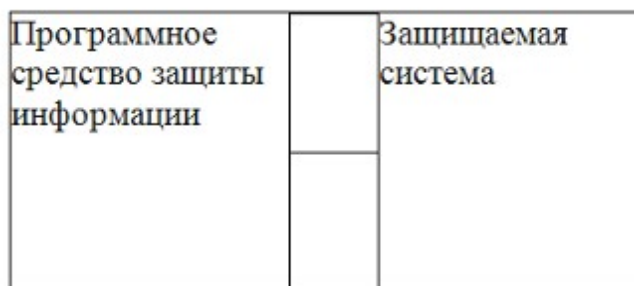 Программное
средство защиты
информации
Защищаемая
система